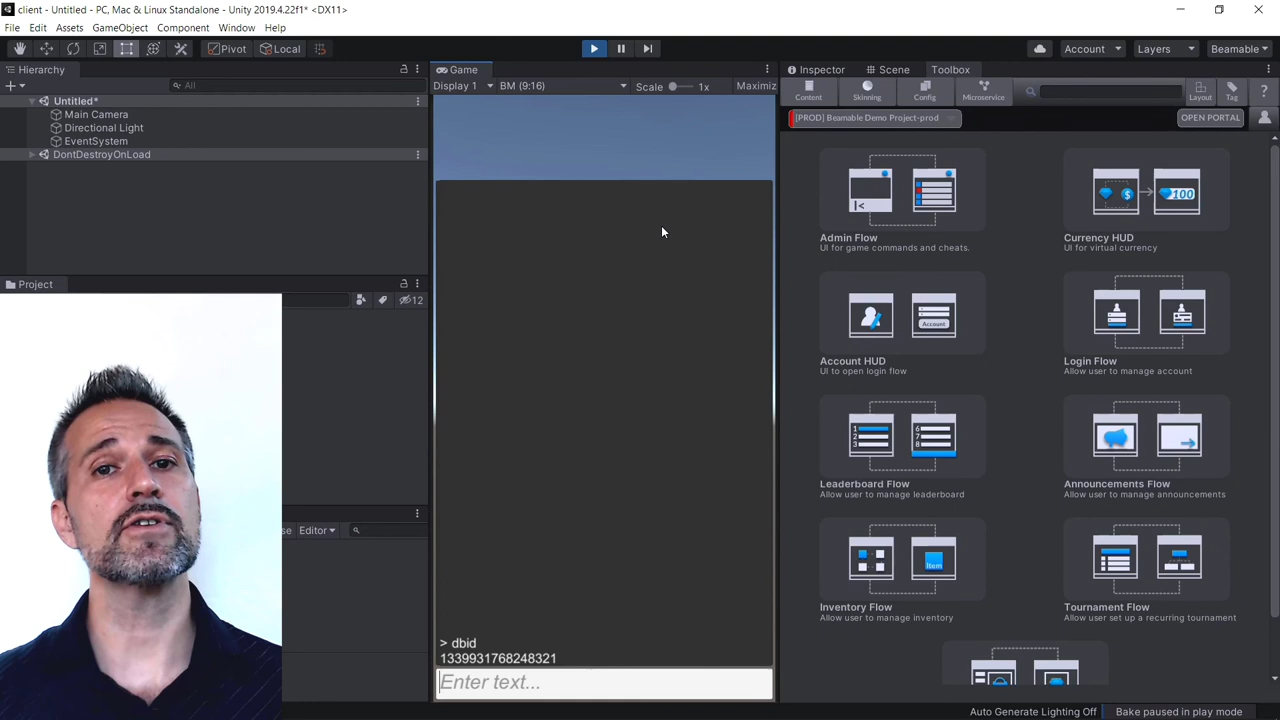 client - Untitled - PC, Mac & Linux Standalone - Unity 2019.4.22f1* <DX11>
File Edit Assets GameObject Component Window Help
Pivot Local Account Layers Beamable
Hierarchy
All
Untitled*
Main Camera
Directional Light
EventSystem
DontDestroyOnLoad
Project
12
Editor
Game
Display 1 BM (9:16) Scale 1x Maximiz
> dbid
1339931768248321
Enter text...
Inspector Scene Toolbox
Content Skinning Config Microservice Layout Tag ?
[PROD] Beamable Demo Project-prod OPEN PORTAL
Admin Flow
UI for game commands and cheats.
Currency HUD
UI for virtual currency
Account
Account HUD
UI to open login flow
Login Flow
Allow user to manage account
Leaderboard Flow
Allow user to manage leaderboard
Announcements Flow
Allow user to manage announcements
Item
Inventory Flow
Allow user to manage inventory
Tournament Flow
Allow user set up a recurring tournament
Auto Generate Lighting Off Bake paused in play mode